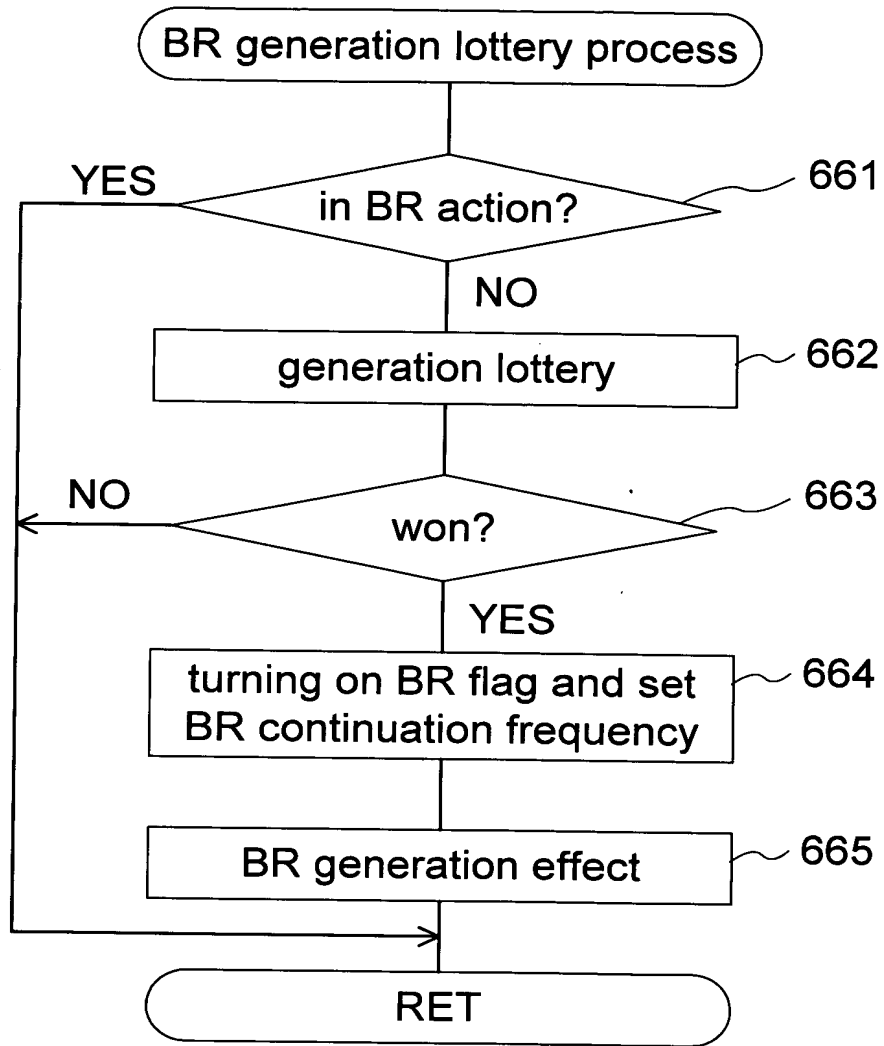 BR generation lottery process
YES
in BR action?
661
NO
generation lottery
662
NO
won?
663
YES
turning on BR flag and set
BR continuation frequency
664
BR generation effect
665
RET